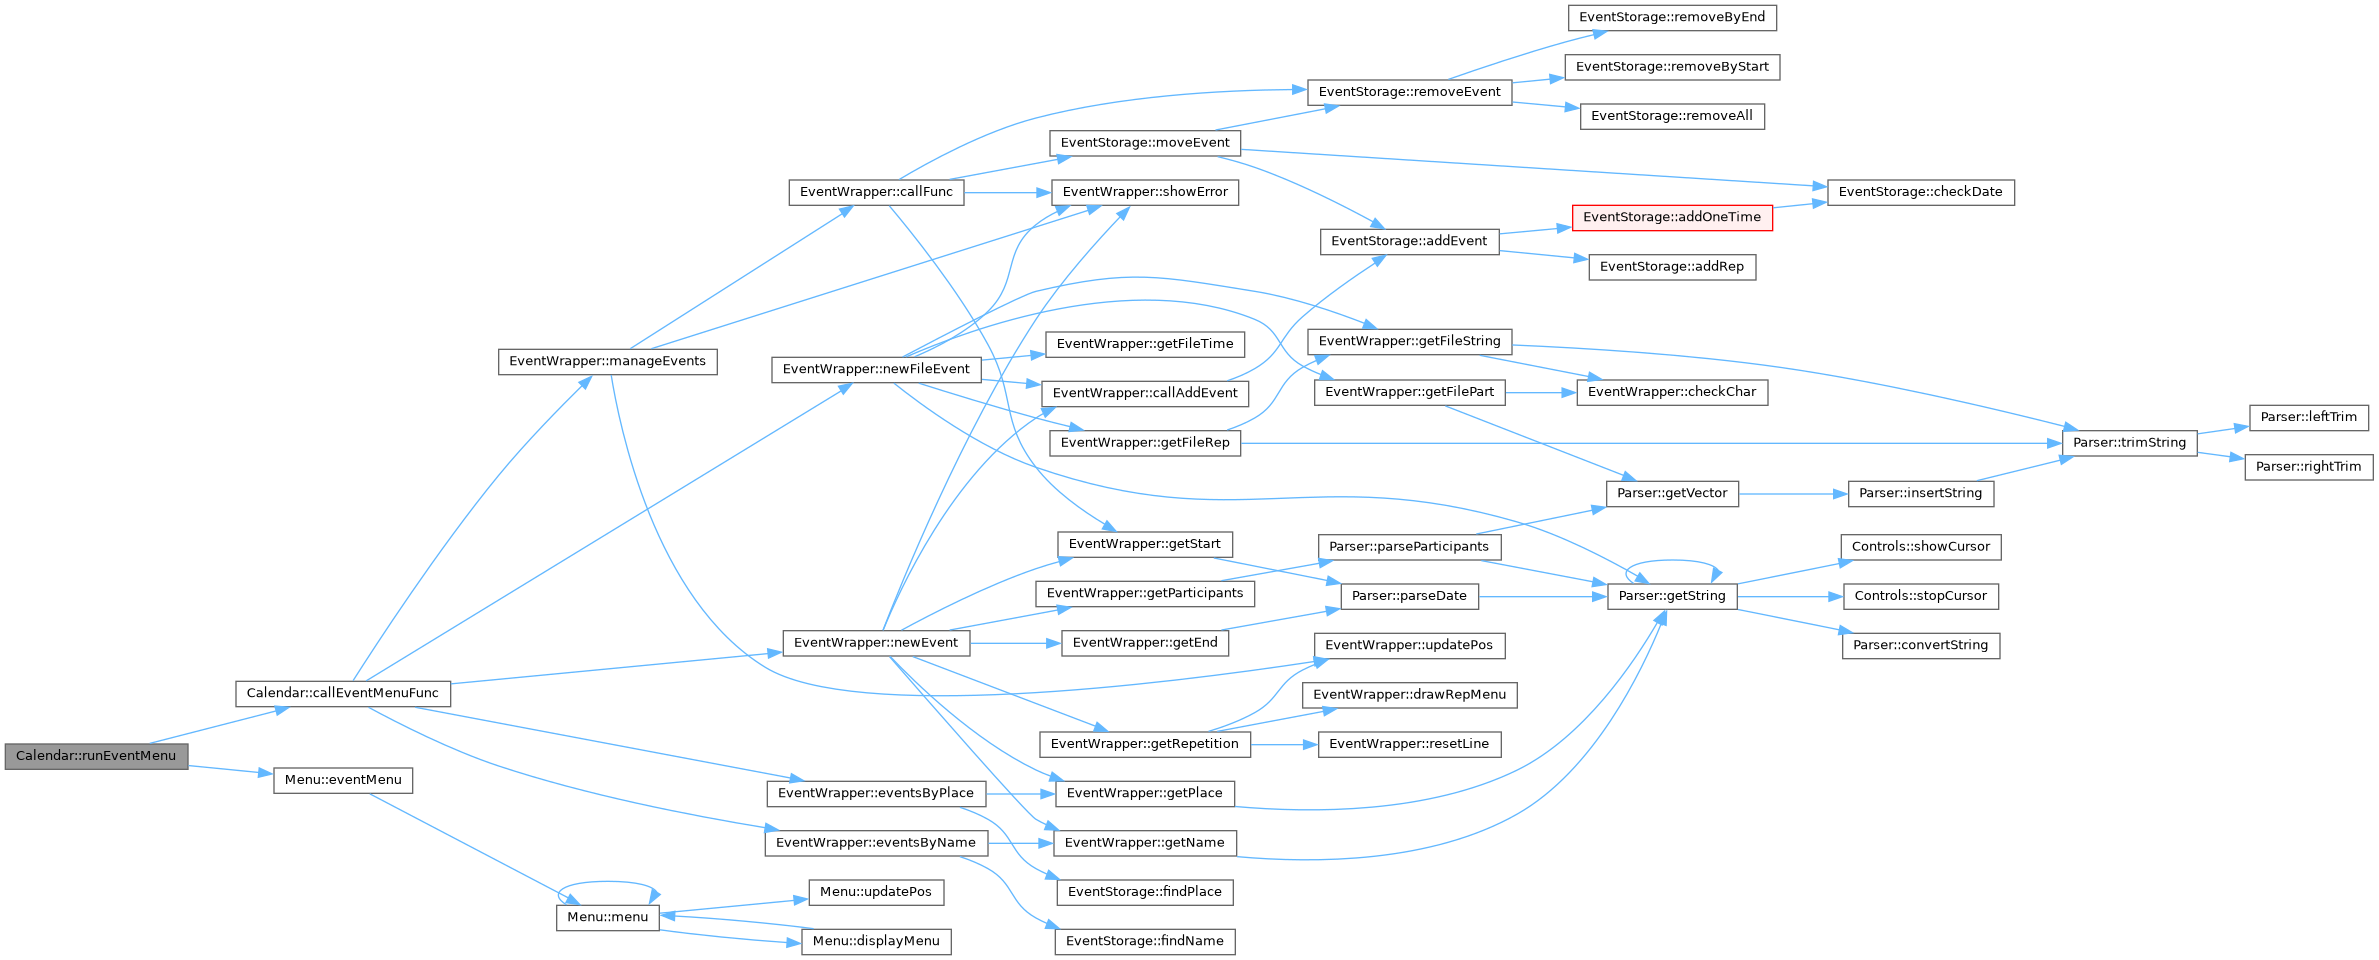 Calendar::runEventMenu
Calendar::callEventMenuFunc
Menu::eventMenu
EventWrapper::manageEvents
Menu::menu
EventWrapper::callFunc
EventWrapper::newFileEvent
EventWrapper::newEvent
EventWrapper::eventsByPlace
EventWrapper::eventsByName
Menu::updatePos
Menu::displayMenu
EventStorage::moveEvent
EventWrapper::showError
EventWrapper::getFileTime
EventWrapper::callAddEvent
EventWrapper::getFileRep
EventWrapper::getStart
EventWrapper::getParticipants
EventWrapper::getEnd
EventWrapper::getRepetition
EventWrapper::getPlace
EventWrapper::getName
EventStorage::findPlace
EventStorage::findName
EventStorage::removeEvent
EventStorage::addEvent
EventWrapper::getFileString
EventWrapper::getFilePart
Parser::parseParticipants
Parser::parseDate
EventWrapper::updatePos
EventWrapper::drawRepMenu
EventWrapper::resetLine
EventStorage::removeByEnd
EventStorage::removeByStart
EventStorage::removeAll
EventStorage::addOneTime
EventStorage::addRep
EventWrapper::checkChar
Parser::getVector
Parser::getString
EventStorage::checkDate
Parser::insertString
Controls::showCursor
Controls::stopCursor
Parser::convertString
Parser::trimString
Parser::leftTrim
Parser::rightTrim